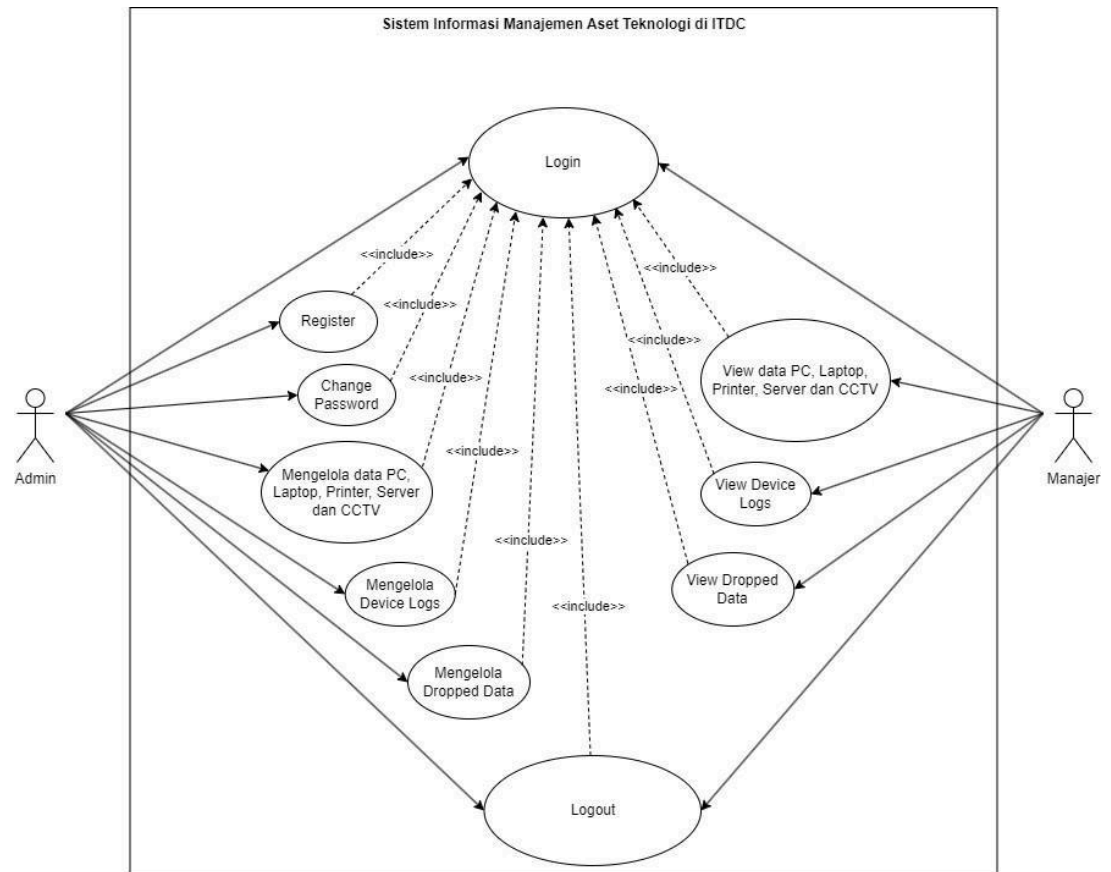 Sistem Informasi Manajemen Aset Teknologi di ITDC
Login
<<include>>
<<include>>
<<include>>
Register
<<include>>
View data PC, Laptop,
Printer, Server dan CCTV
Change
Password
<<include>>
<<include>>
Admin
Manajer
<<include>>
Mengelola data PC,
Laptop, Printer, Server
dan CCTV
View Device
Logs
<<include>>
Mengelola
Device Logs
View Dropped
Data
<<include>>
Mengelola
Dropped Data
Logout